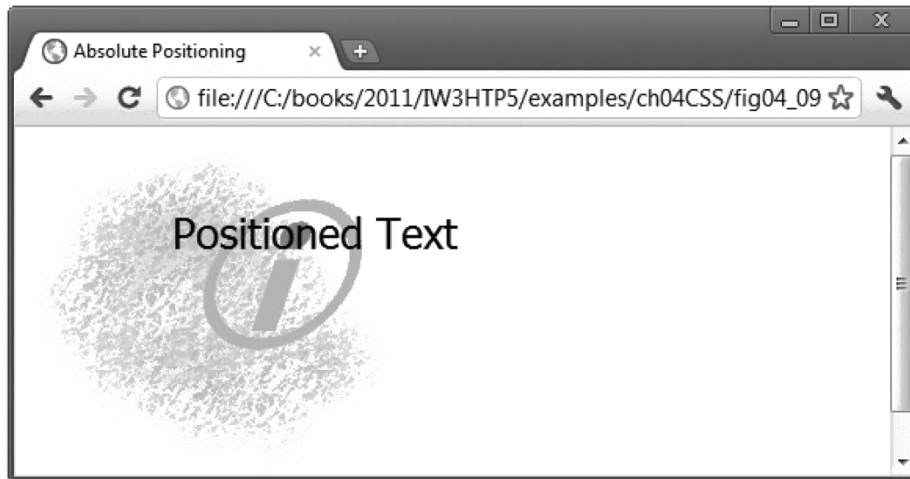 Absolute Positioning
file:///C:/books/2011/IW3HTP5/examples/ch04CSS/fig04_09
Positioned Text
i